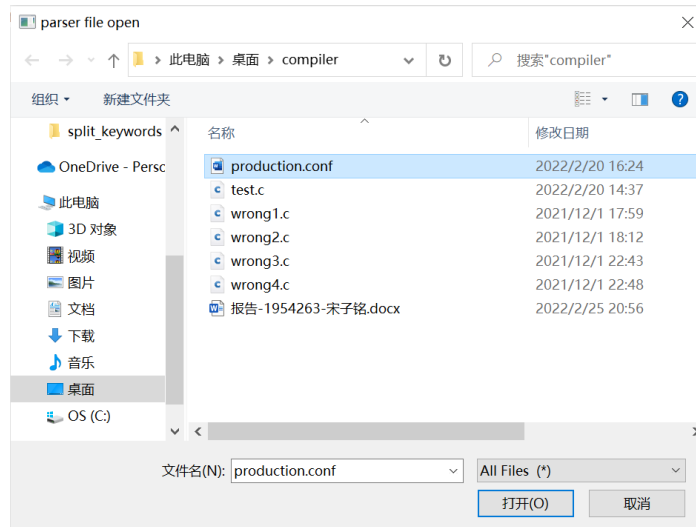 parser file open
此电脑 > 桌面 > compiler
搜索"compiler"
组织
新建文件夹
split_keywords
OneDrive - Persc
此电脑
3D 对象
视频
图片
文档
下载
音乐
桌面
OS (C:)
名称 修改日期
production.conf 2022/2/20 16:24
test.c 2022/2/20 14:37
wrong1.c 2021/12/1 17:59
wrong2.c 2021/12/1 18:12
wrong3.c 2021/12/1 22:43
wrong4.c 2021/12/1 22:48
报告-1954263-宋子铭.docx 2022/2/25 20:56
文件名(N): production.conf All Files (*)
打开(O) 取消